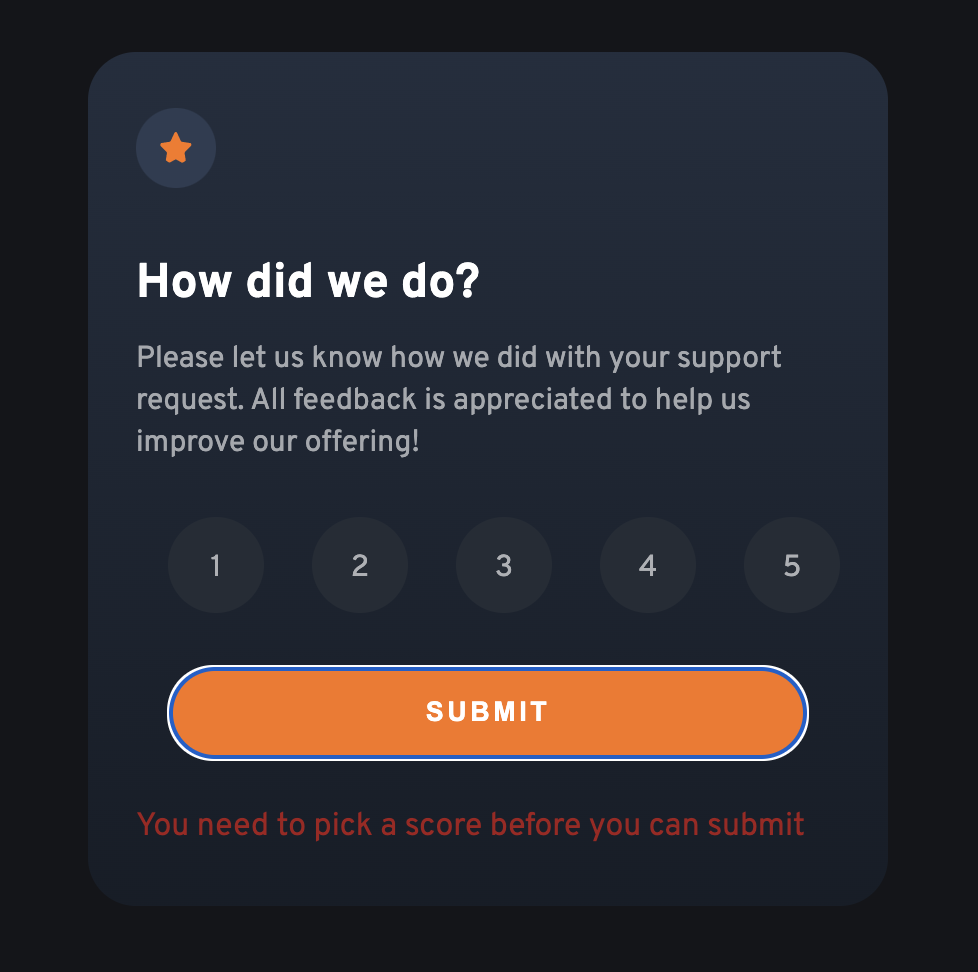 How did we do?
Please let us know how we did with your support
request. All feedback is appreciated to help us
improve our offering!
1 2 3 4 5
SUBMIT
You need to pick a score before you can submit